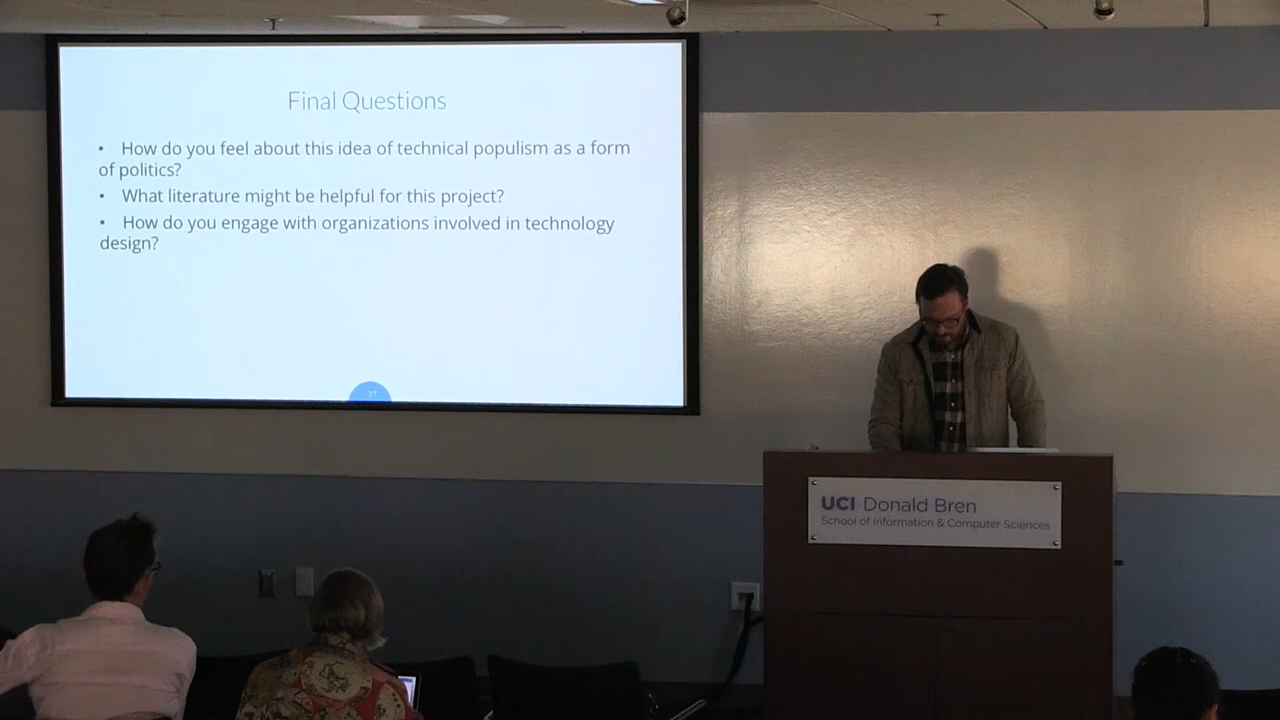 Final Questions
• How do you feel about this idea of technical populism as a form
of politics?
• What literature might be helpful for this project?
• How do you engage with organizations involved in technology
design?
37
UCI Donald Bren
School of Information & Computer Sciences